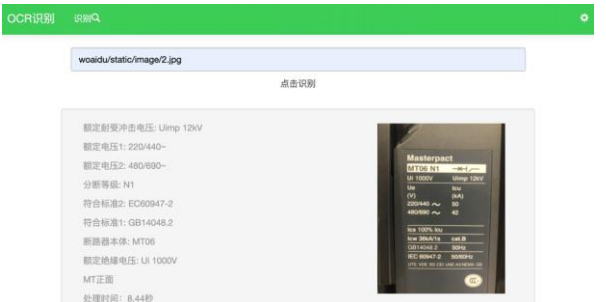 OCR识别 识别
woaidu/static/image/2.jpg
点击识别
额定耐受冲击电压: Uimp 12kV
额定电压1: 220/440~
额定电压2: 480/690~
分断等级: N1
符合标准2: EC60947-2
符合标准1: GB14048.2
断路器本体: MT06
额定绝缘电压: UI 1000V
MT正面
处理时间: 8.44秒
Masterpact
MT06 N1
Ui 1000V Uimp 12kV
Ue Icu
(V) (kA)
220/440 ~ 50
480/690 ~ 42
Ics 100% Icu
Icw 36kA/1s cat.B
GB14048.2 50Hz
IEC 60947-2 50/60Hz